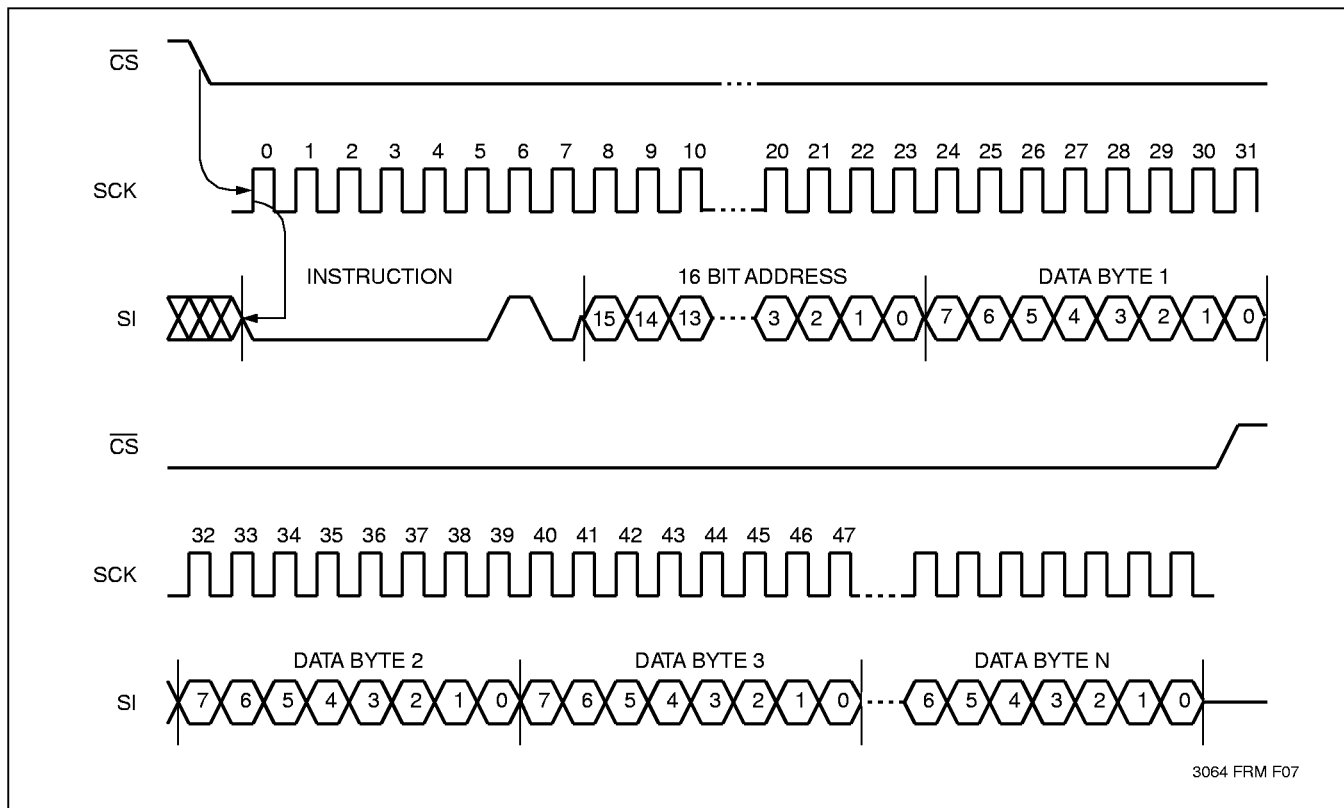 CS
0 1 2 3 4 5 6 7 8 9 10 20 21 22 23 24 25 26 27 28 29 30 31
SCK
INSTRUCTION 16 BIT ADDRESS DATA BYTE 1
SI 15 14 13 3 2 1 0 7 6 5 4 3 2 1 0
CS
32 33 34 35 36 37 38 39 40 41 42 43 44 45 46 47
SCK
DATA BYTE 2 DATA BYTE 3 DATA BYTE N
SI 7 6 5 4 3 2 1 0 7 6 5 4 3 2 1 0 6 5 4 3 2 1 0
3064 FRM F07